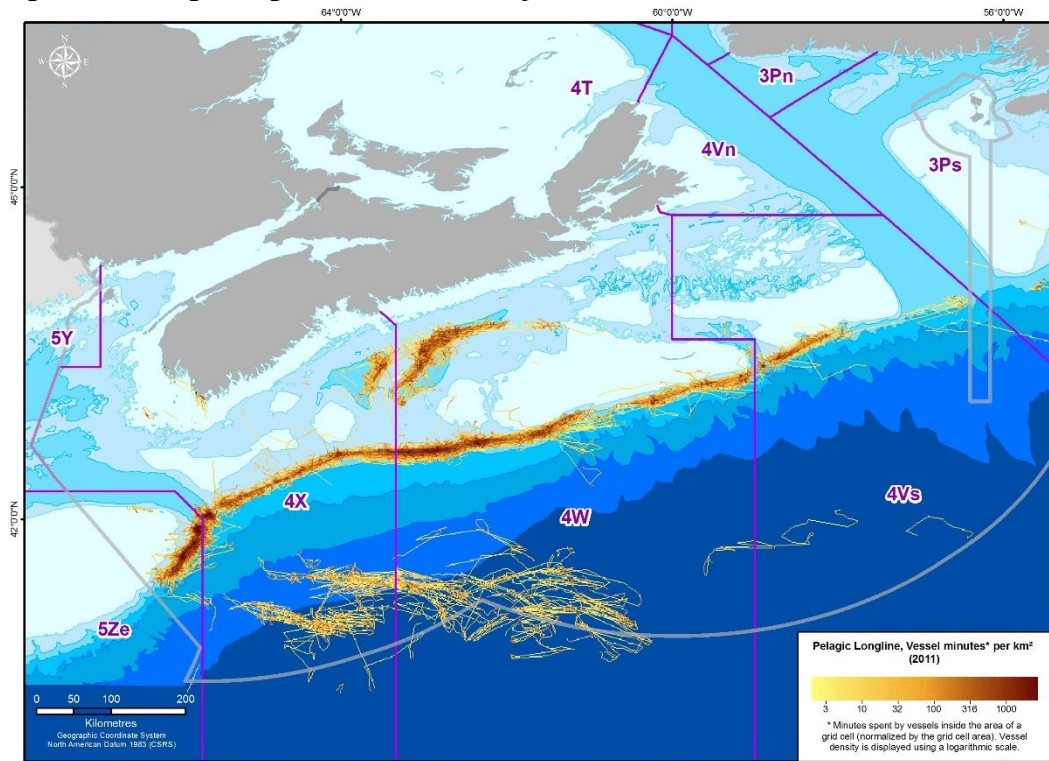 64°0'0"W 60°0'0"W 56°0'0"W
N
W E
S
3Pn
4T
4Vn
3Ps
46°0'0"N
5Y
4X
4W
4Vs
42°0'0"N
5Ze
0 50 100 200
Kilometres
Geographic Coordinate System
North American Datum 1983 (CSRS)
Pelagic Longline, Vessel minutes* per km²
(2011)
3 10 32 100 316 1000
* Minutes spent by vessels inside the area of a
grid cell (normalized by the grid cell area). Vessel
density is displayed using a logarithmic scale.